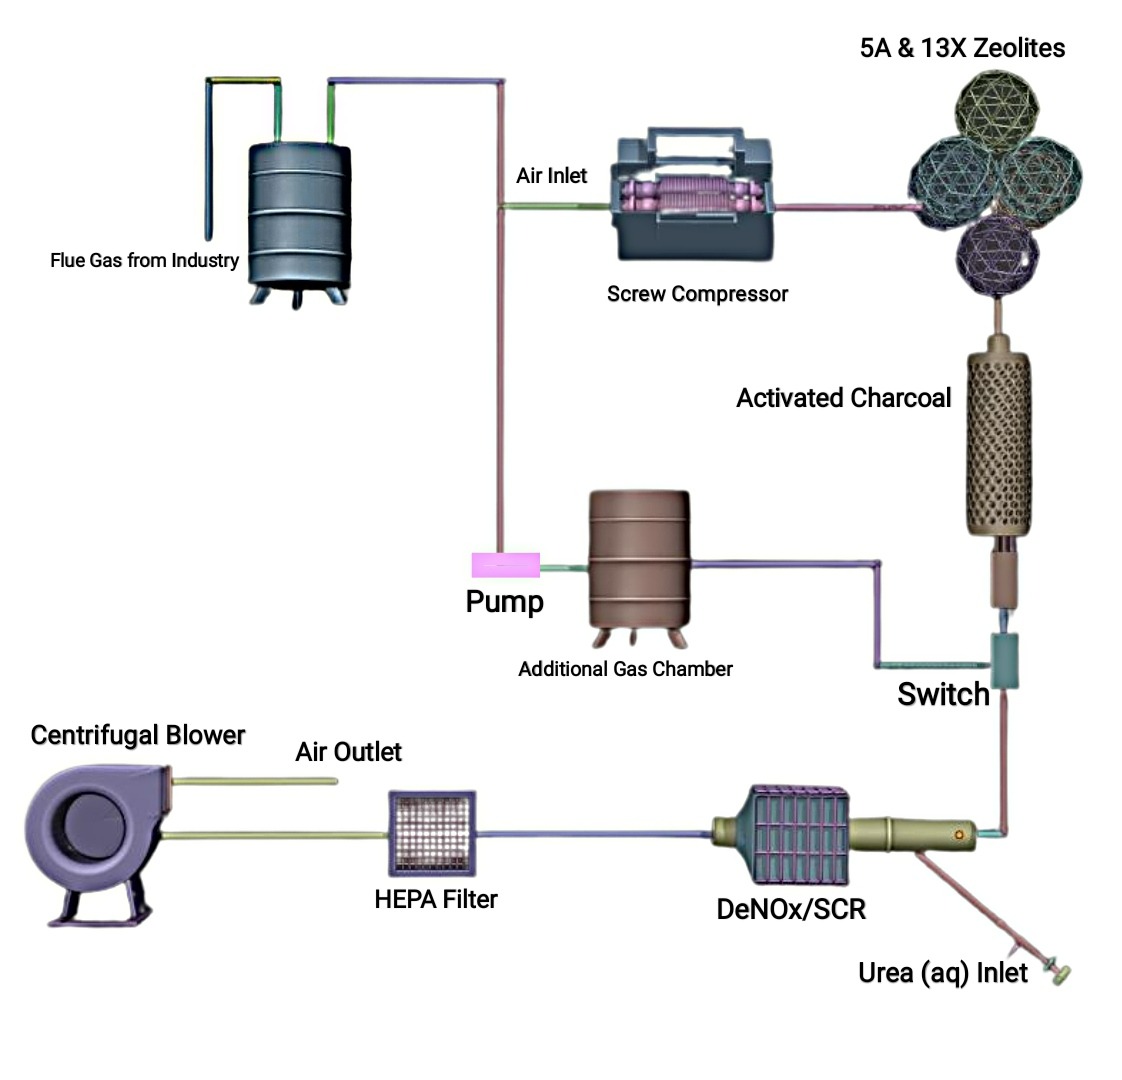 5A & 13X Zeolites
Air Inlet
Flue Gas from Industry
Screw Compressor
Activated Charcoal
Pump
Additional Gas Chamber
Switch
Centrifugal Blower
Air Outlet
HEPA Filter
DeNOx/SCR
Urea (aq) Inlet